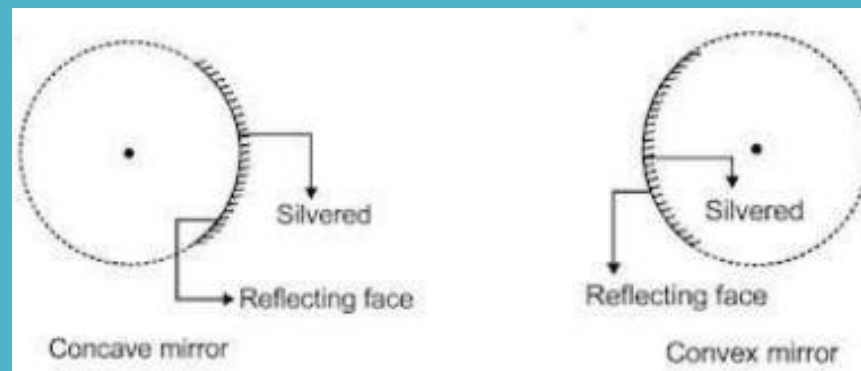 Silvered
Reflecting face
Concave mirror
Silvered
Reflecting face
Convex mirror